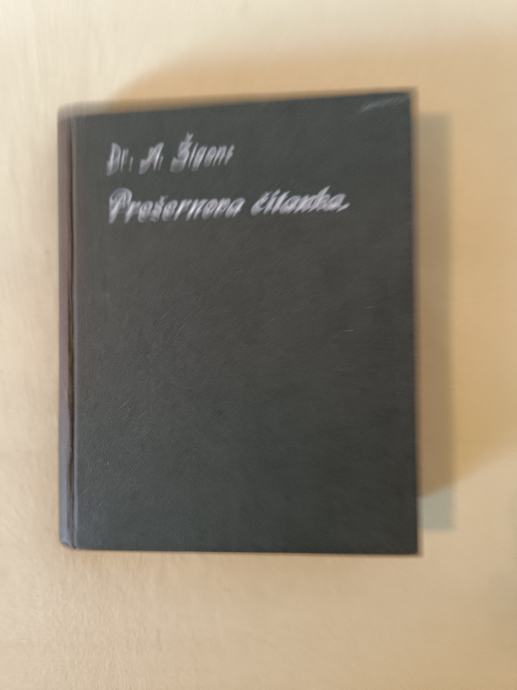 Dr. A. Žigon:
Prešernova čitanka.